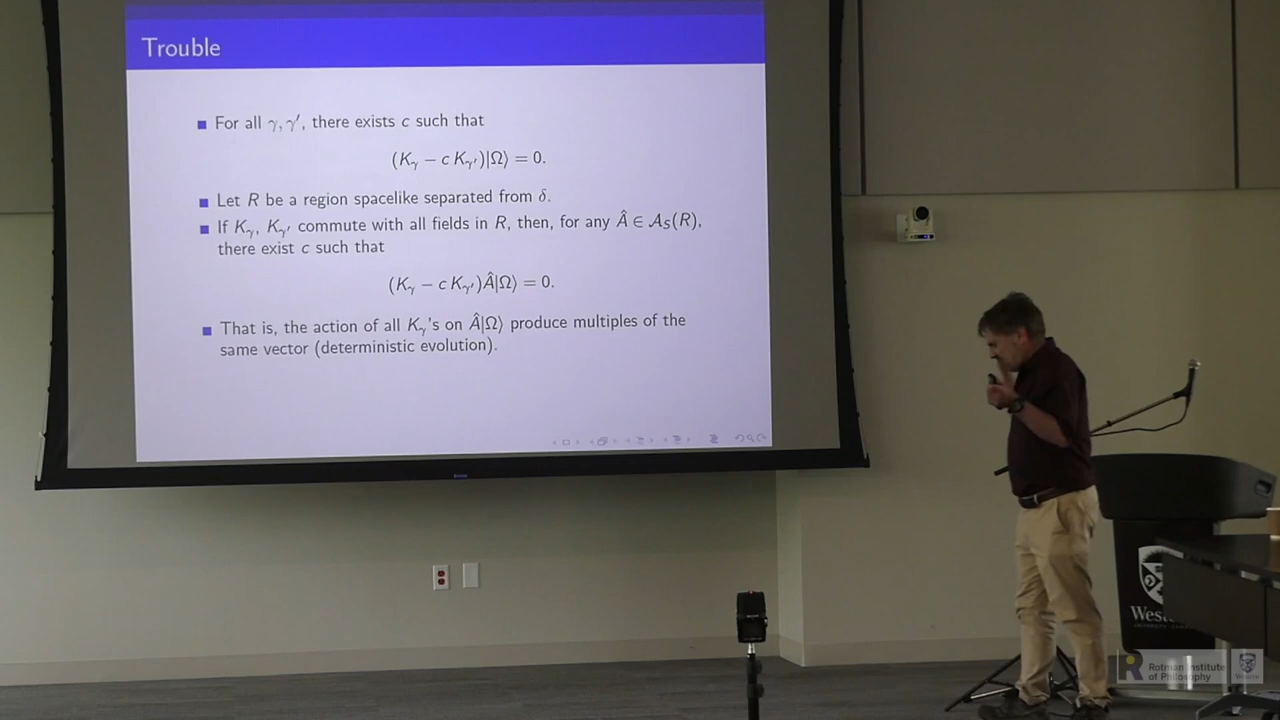 Trouble
For all γ, γ′, there exists c such that
(K_γ − c K_γ′)|Ω⟩ = 0.
Let R be a region spacelike separated from δ.
If K_γ, K_γ′ commute with all fields in R, then, for any Â ∈ 𝒜_S(R),
there exist c such that
(K_γ − c K_γ′)Â|Ω⟩ = 0.
That is, the action of all K_γ's on Â|Ω⟩ produce multiples of the
same vector (deterministic evolution).
Rotman Institute
of Philosophy